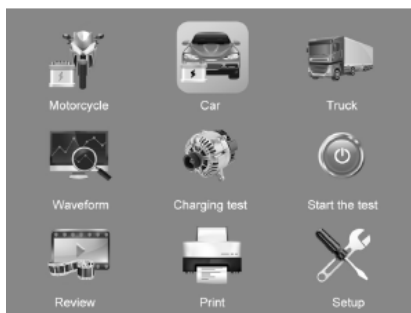 Motorcycle
Car
Truck
Waveform
Charging test
Start the test
Review
Print
Setup